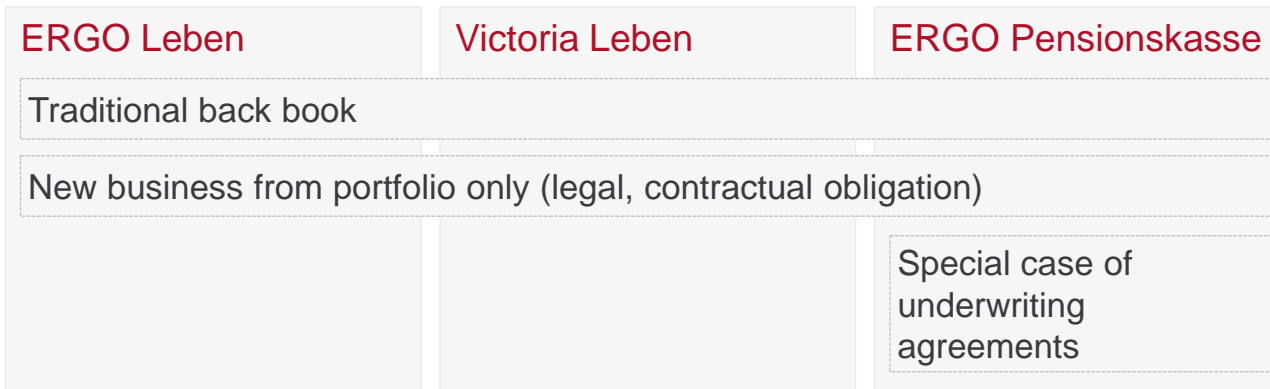 ERGO Leben
Victoria Leben
ERGO Pensionskasse
Traditional back book
New business from portfolio only (legal, contractual obligation)
Special case of
underwriting
agreements